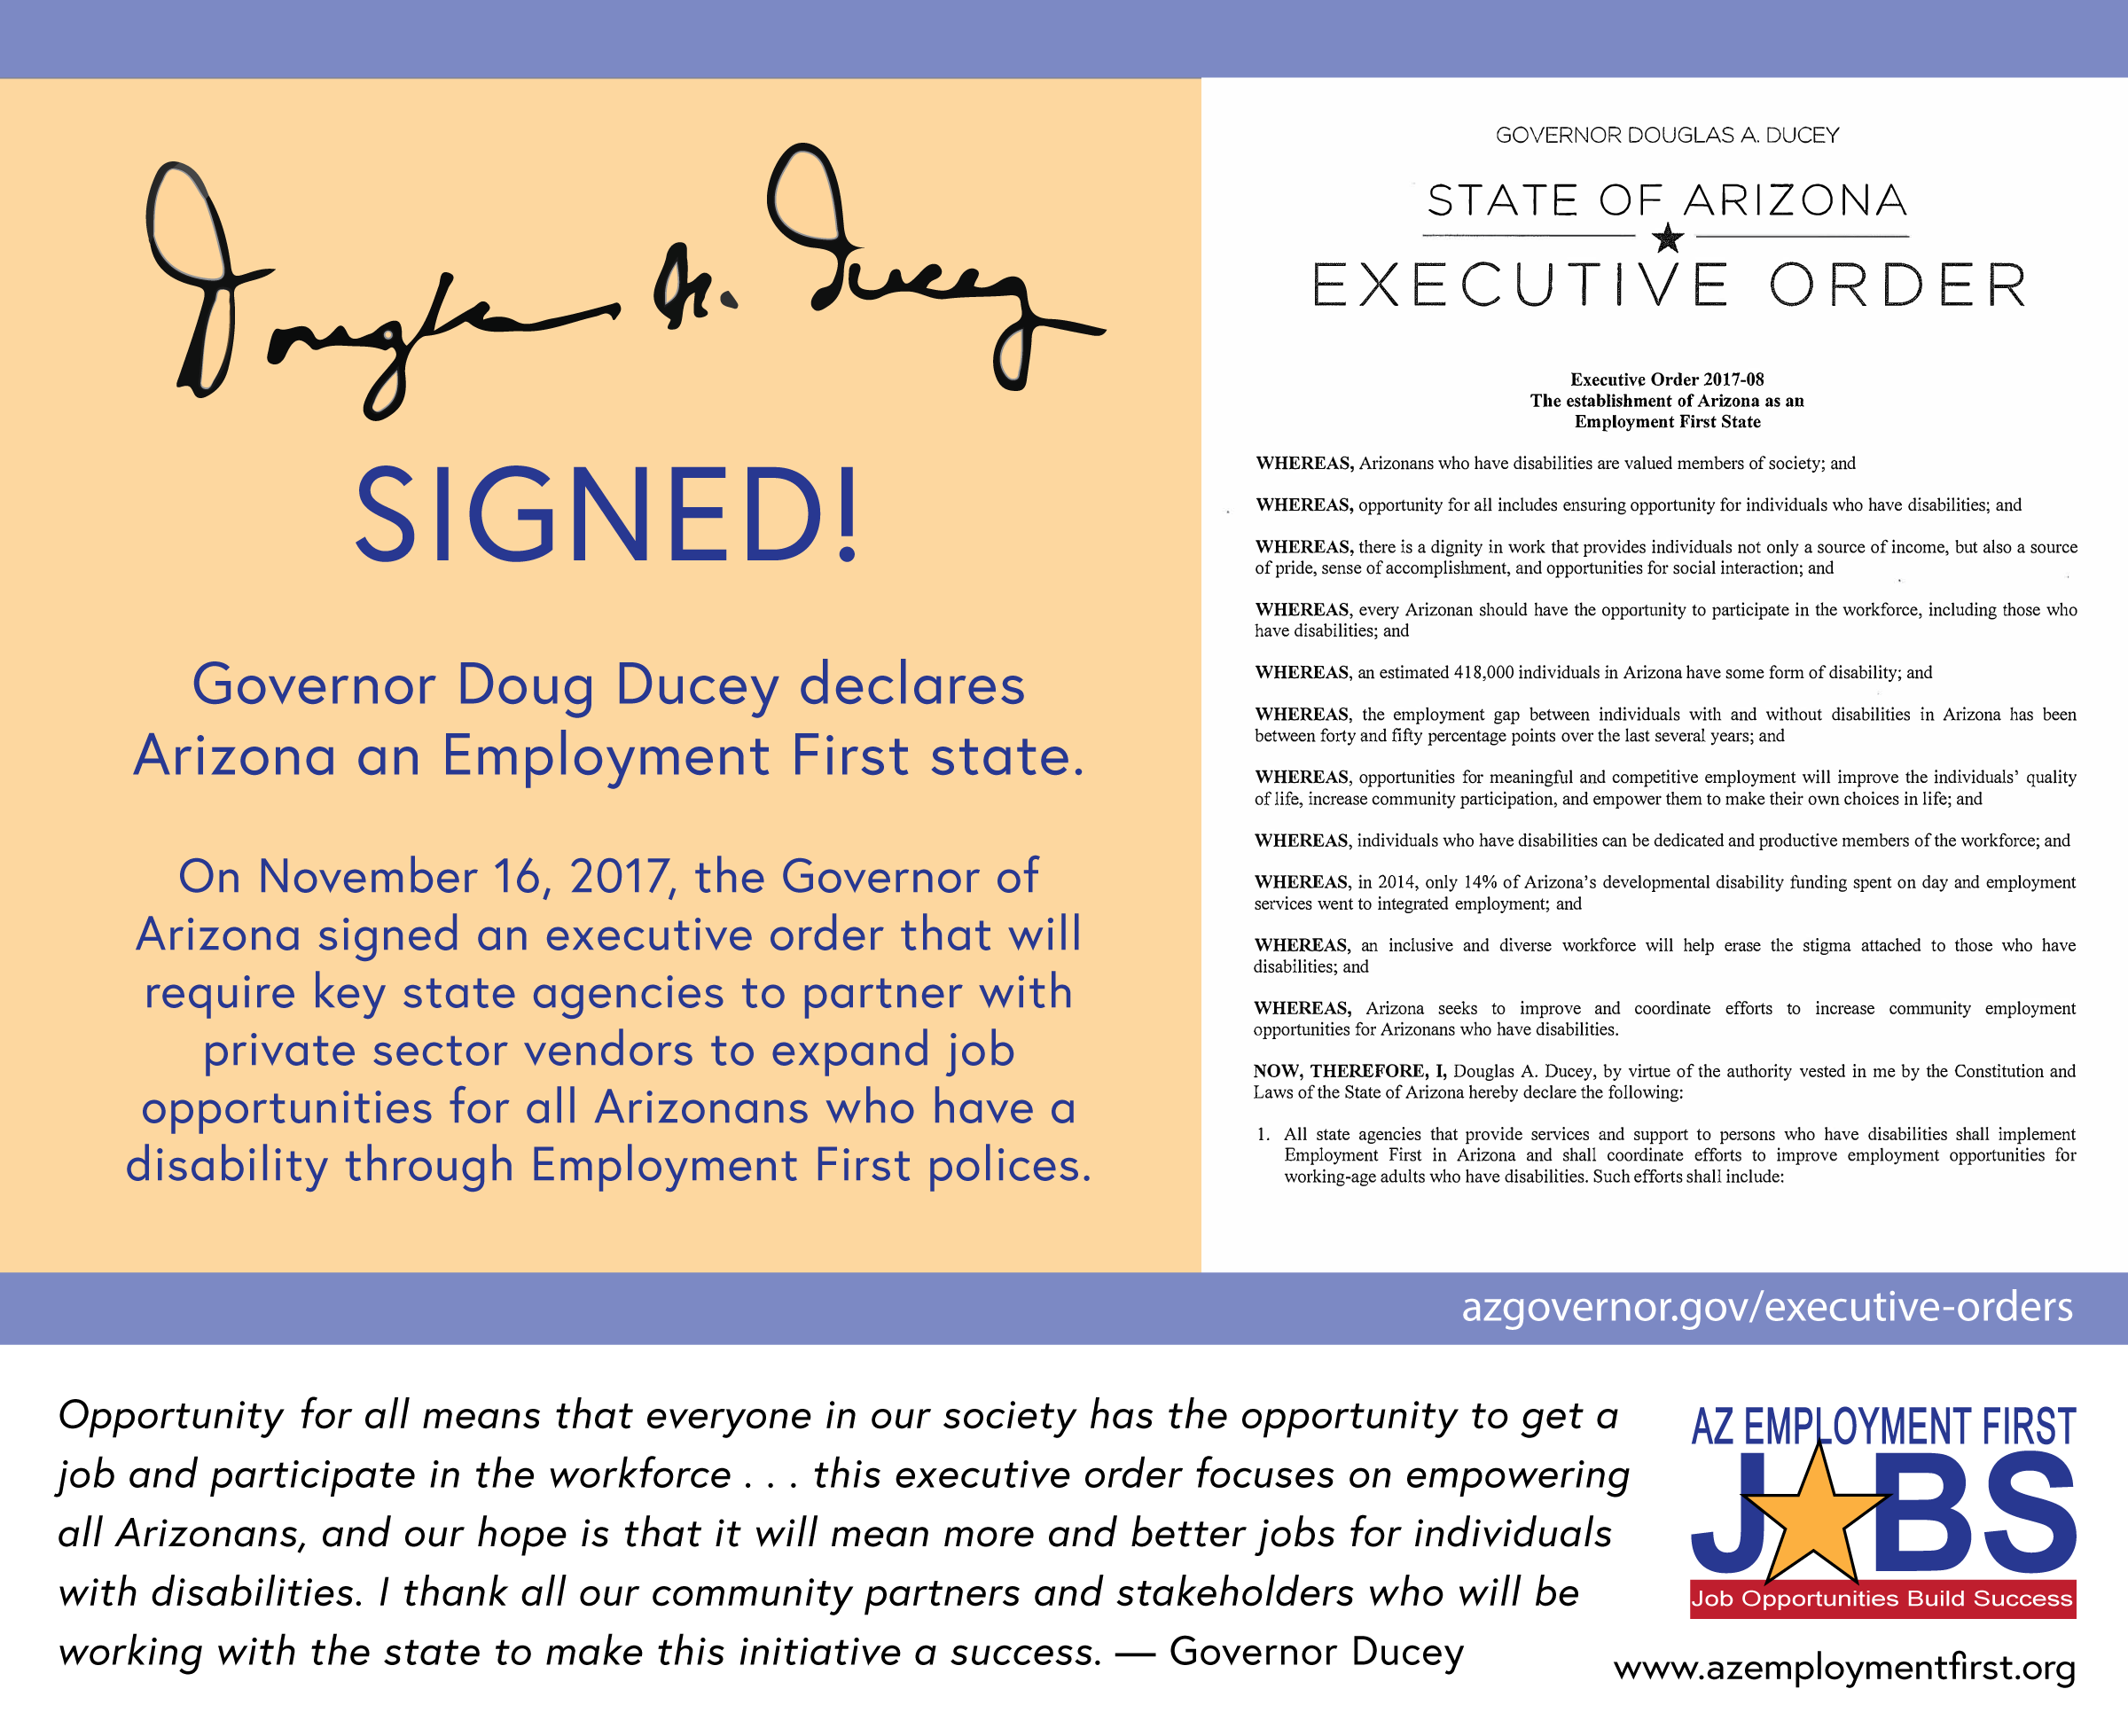 Douglas A. Ducey
SIGNED!
Governor Doug Ducey declares
Arizona an Employment First state.
On November 16, 2017, the Governor of
Arizona signed an executive order that will
require key state agencies to partner with
private sector vendors to expand job
opportunities for all Arizonans who have a
disability through Employment First polices.
GOVERNOR DOUGLAS A. DUCEY
STATE OF ARIZONA
EXECUTIVE ORDER
Executive Order 2017-08
The establishment of Arizona as an
Employment First State
WHEREAS, Arizonans who have disabilities are valued members of society; and
WHEREAS, opportunity for all includes ensuring opportunity for individuals who have disabilities; and
WHEREAS, there is a dignity in work that provides individuals not only a source of income, but also a source
of pride, sense of accomplishment, and opportunities for social interaction; and
WHEREAS, every Arizonan should have the opportunity to participate in the workforce, including those who
have disabilities; and
WHEREAS, an estimated 418,000 individuals in Arizona have some form of disability; and
WHEREAS, the employment gap between individuals with and without disabilities in Arizona has been
between forty and fifty percentage points over the last several years; and
WHEREAS, opportunities for meaningful and competitive employment will improve the individuals' quality
of life, increase community participation, and empower them to make their own choices in life; and
WHEREAS, individuals who have disabilities can be dedicated and productive members of the workforce; and
WHEREAS, in 2014, only 14% of Arizona's developmental disability funding spent on day and employment
services went to integrated employment; and
WHEREAS, an inclusive and diverse workforce will help erase the stigma attached to those who have
disabilities; and
WHEREAS, Arizona seeks to improve and coordinate efforts to increase community employment
opportunities for Arizonans who have disabilities.
NOW, THEREFORE, I, Douglas A. Ducey, by virtue of the authority vested in me by the Constitution and
Laws of the State of Arizona hereby declare the following:
1. All state agencies that provide services and support to persons who have disabilities shall implement
Employment First in Arizona and shall coordinate efforts to improve employment opportunities for
working-age adults who have disabilities. Such efforts shall include:
azgovernor.gov/executive-orders
Opportunity for all means that everyone in our society has the opportunity to get a
job and participate in the workforce . . . this executive order focuses on empowering
all Arizonans, and our hope is that it will mean more and better jobs for individuals
with disabilities. I thank all our community partners and stakeholders who will be
working with the state to make this initiative a success. — Governor Ducey
AZ EMPLOYMENT FIRST
JOBS
Job Opportunities Build Success
www.azemploymentfirst.org